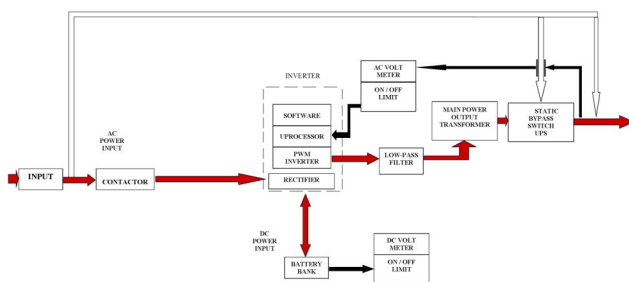 INVERTER
SOFTWARE
UPROCESSOR
PWM
INVERTER
RECTIFIER
AC VOLT
METER
ON / OFF
LIMIT
MAIN POWER
OUTPUT
TRANSFORMER
STATIC
BYPASS
SWITCH
UPS
AC
POWER
INPUT
INPUT
CONTACTOR
LOW-PASS
FILTER
DC
POWER
INPUT
BATTERY
BANK
DC VOLT
METER
ON / OFF
LIMIT